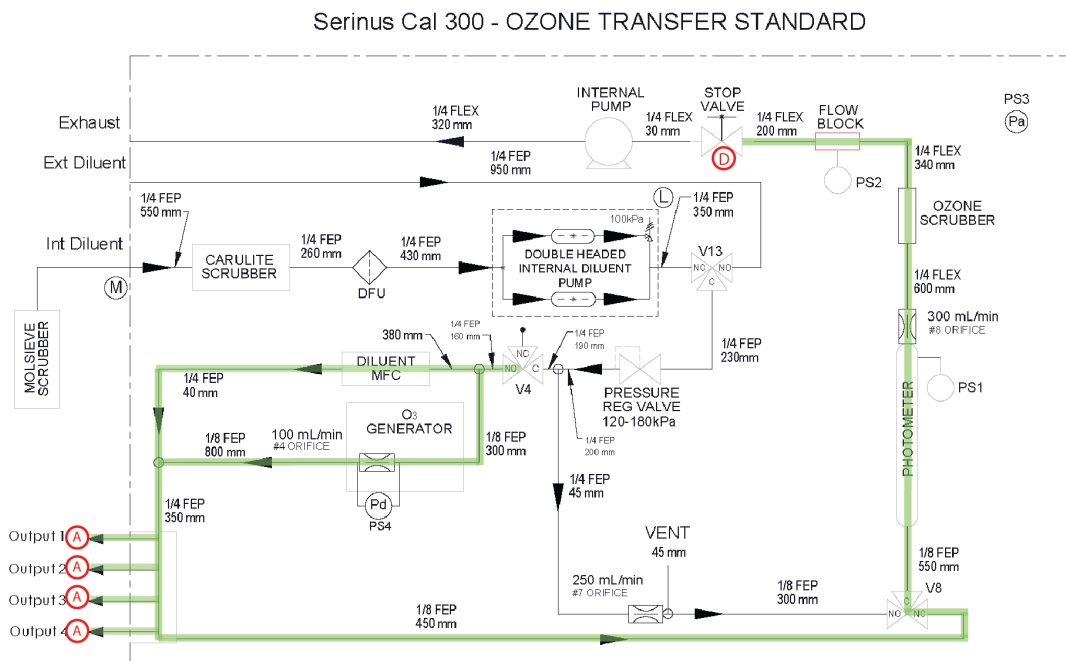 Serinus Cal 300 - OZONE TRANSFER STANDARD
Exhaust
1/4 FLEX
320 mm
INTERNAL
PUMP
1/4 FLEX
30 mm
STOP
VALVE
D
1/4 FLEX
200 mm
FLOW
BLOCK
PS2
PS3
Pa
1/4 FLEX
340 mm
Ext Diluent
1/4 FEP
950 mm
OZONE
SCRUBBER
1/4 FEP
550 mm
Int Diluent
M
MOLSIEVE
SCRUBBER
CARULITE
SCRUBBER
1/4 FEP
260 mm
DFU
1/4 FEP
430 mm
100kPa
DOUBLE HEADED
INTERNAL DILUENT
PUMP
L
1/4 FEP
350 mm
V13
NC
NO
C
1/4 FLEX
600 mm
300 mL/min
#8 ORIFICE
PS1
PHOTOMETER
1/4 FEP
230mm
380 mm
1/4 FEP
160 mm
NC
NO
C
V4
1/4 FEP
190 mm
PRESSURE
REG VALVE
120-180kPa
1/4 FEP
200 mm
DILUENT
MFC
1/4 FEP
40 mm
O3
GENERATOR
100 mL/min
#4 ORIFICE
1/8 FEP
800 mm
1/8 FEP
300 mm
Pd
PS4
1/4 FEP
45 mm
1/4 FEP
350 mm
Output 1
A
Output 2
A
Output 3
A
Output 4
A
VENT
45 mm
250 mL/min
#7 ORIFICE
1/8 FEP
300 mm
1/8 FEP
550 mm
V8
C
NO
NC
1/8 FEP
450 mm